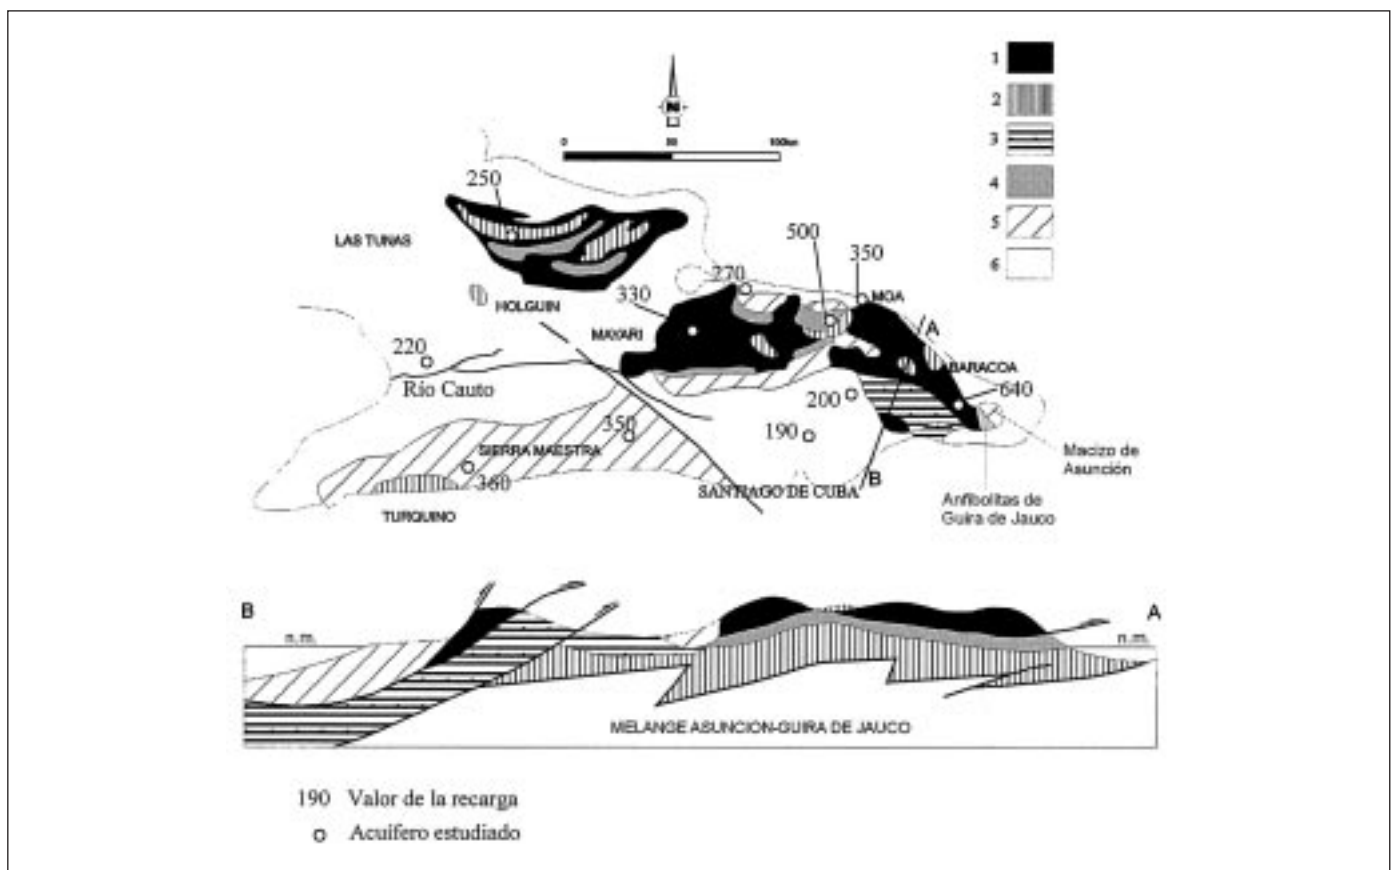 1
2
3
4
5
6
N
0
100km
250
LAS TUNAS
500
350
270
330
MOA
HOLGUIN
MAYARI
A
BARACOA
220
Río Cauto
200
640
350
190
SIERRA MAESTRA
360
Macizo de
Asunción
SANTIAGO DE CUBA
B
TURQUINO
Anfibolitas de
Guira de Jauco
B
A
n.m.
n.m.
MELANGE ASUNCION-GUIRA DE JAUCO
190 Valor de la recarga
Acuífero estudiado